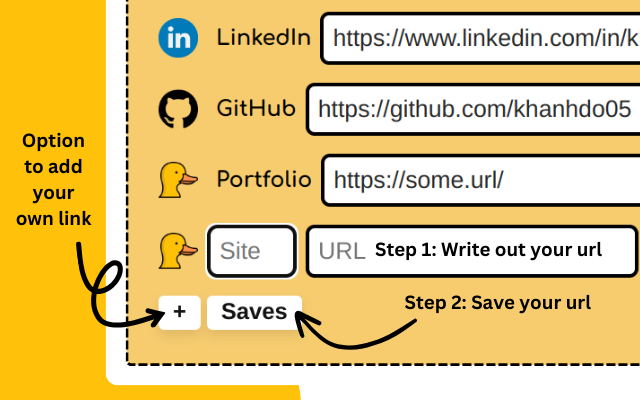 in
LinkedIn
https://www.linkedin.com/in/k
GitHub
https://github.com/khanhdo05
Option
to add
your
own link
Portfolio
https://some.url/
Site
URL Step 1: Write out your url
+ Saves
Step 2: Save your url